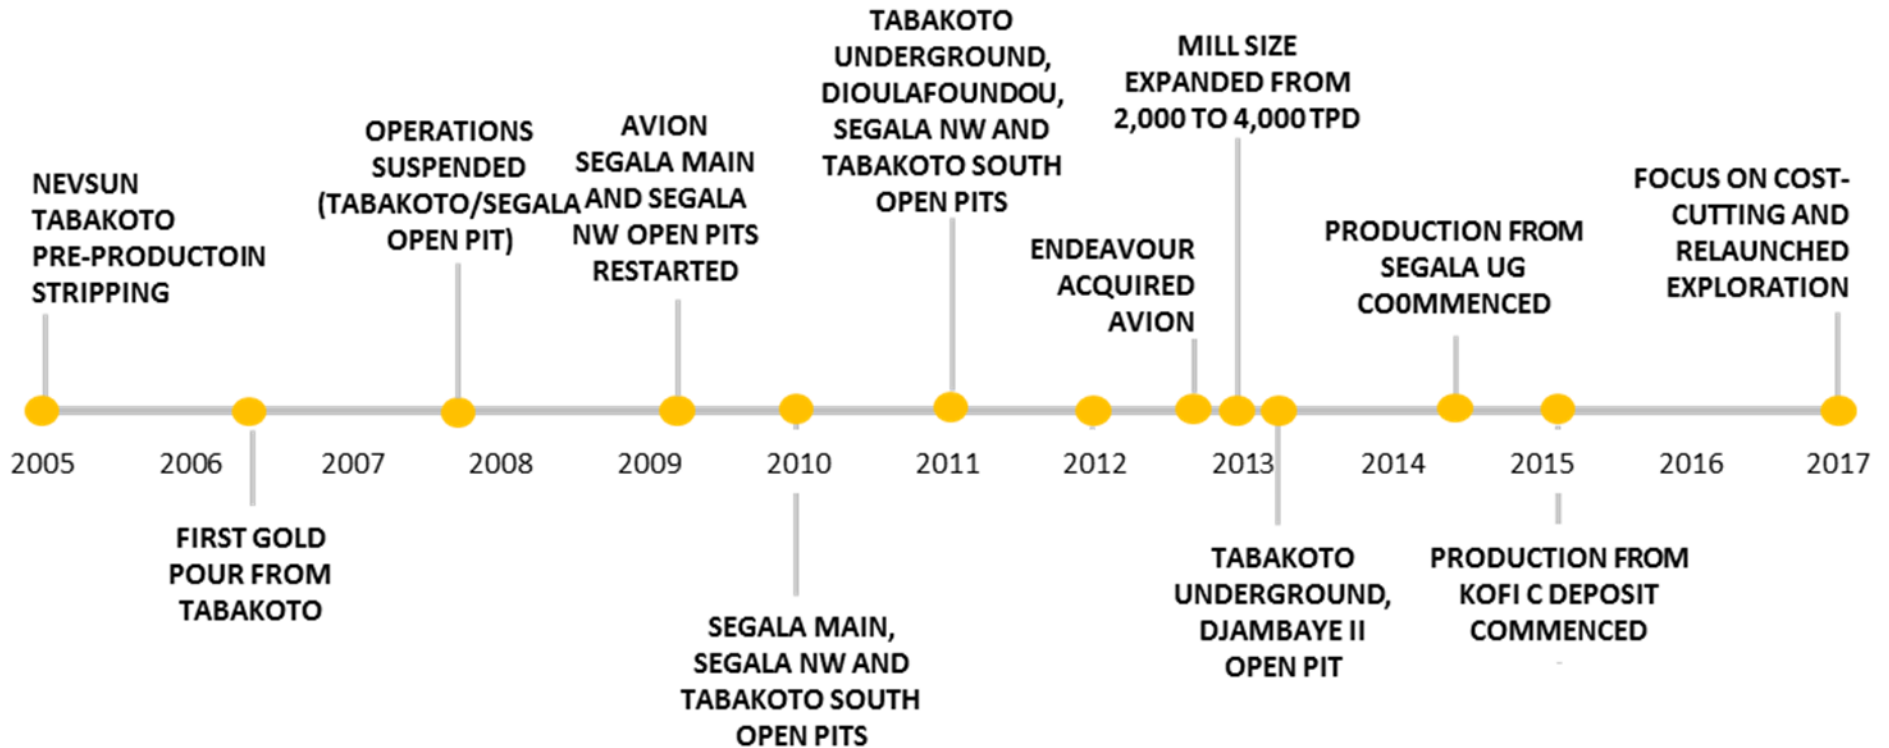 NEVSUN
TABAKOTO
PRE-PRODUCTOIN
STRIPPING
OPERATIONS
SUSPENDED
(TABAKOTO/SEGALA
OPEN PIT)
AVION
SEGALA MAIN
AND SEGALA
NW OPEN PITS
RESTARTED
TABAKOTO
UNDERGROUND,
DIOULAFOUNDOU,
SEGALA NW AND
TABAKOTO SOUTH
OPEN PITS
ENDEAVOUR
ACQUIRED
AVION
MILL SIZE
EXPANDED FROM
2,000 TO 4,000 TPD
PRODUCTION FROM
SEGALA UG
CO0MMENCED
FOCUS ON COST-
CUTTING AND
RELAUNCHED
EXPLORATION
2005 2006 2007 2008 2009 2010 2011 2012 2013 2014 2015 2016 2017
FIRST GOLD
POUR FROM
TABAKOTO
SEGALA MAIN,
SEGALA NW AND
TABAKOTO SOUTH
OPEN PITS
TABAKOTO
UNDERGROUND,
DJAMBAYE II
OPEN PIT
PRODUCTION FROM
KOFI C DEPOSIT
COMMENCED